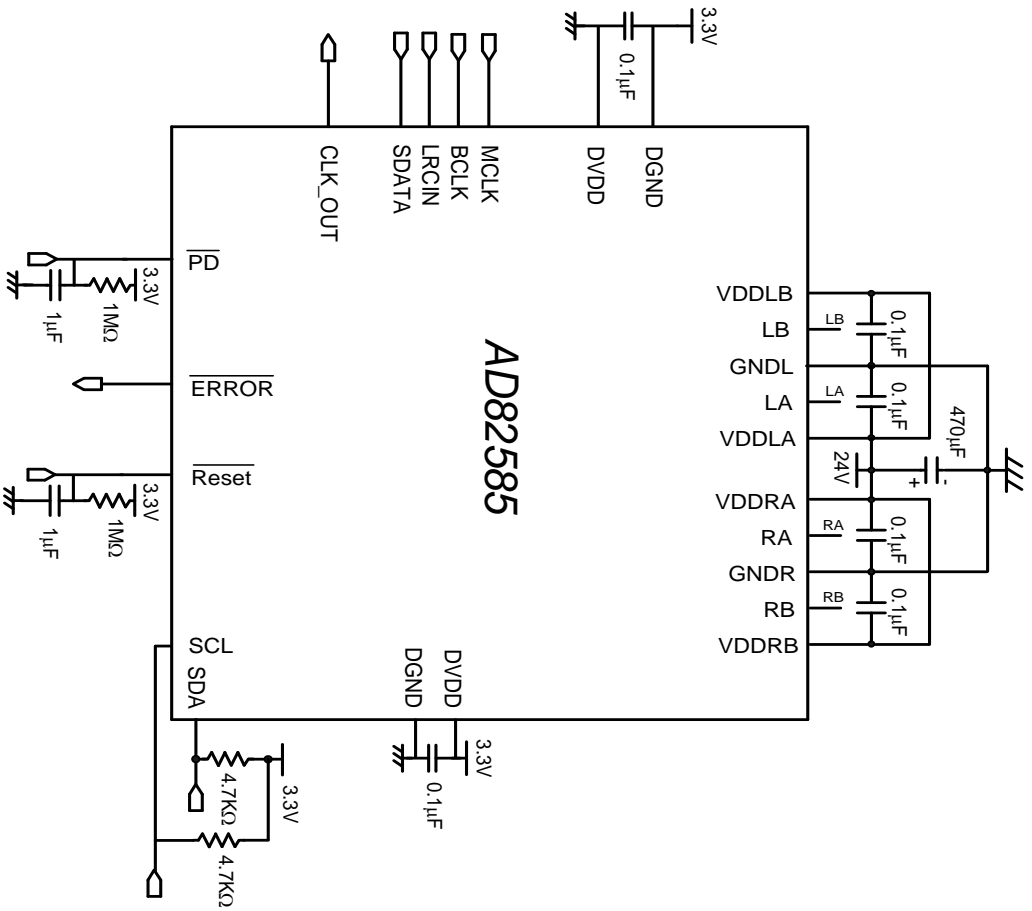 3.3V
0.1µF
CLK_OUT
SDATA
LRCIN
BCLK
MCLK
DVDD
DGND
PD
3.3V
1MΩ
1µF
ERROR
Reset
3.3V
1MΩ
1µF
SCL
SDA
AD82585
VDDLB
LB
GNDL
LA
VDDLA
VDDRA
RA
GNDR
RB
VDDRB
LB
LA
RA
RB
0.1µF
0.1µF
24V
470µF
+
-
0.1µF
0.1µF
DGND
DVDD
3.3V
0.1µF
3.3V
4.7KΩ
4.7KΩ